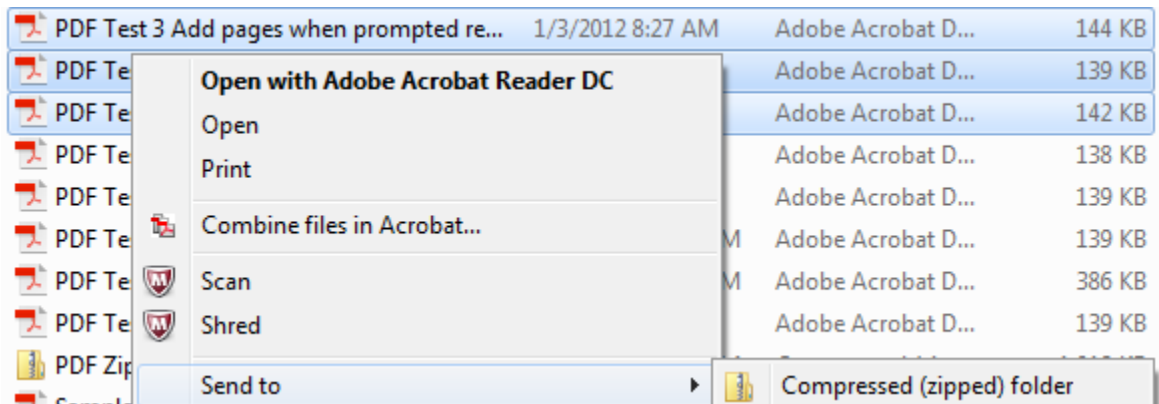 PDF Test 3 Add pages when prompted re... 1/3/2012 8:27 AM Adobe Acrobat D... 144 KB
PDF Te Adobe Acrobat D... 139 KB
Open with Adobe Acrobat Reader DC
PDF Te Adobe Acrobat D... 142 KB
Open
PDF Te Adobe Acrobat D... 138 KB
Print
PDF Te Adobe Acrobat D... 139 KB
Combine files in Acrobat...
PDF Te M Adobe Acrobat D... 139 KB
Scan
PDF Te M Adobe Acrobat D... 386 KB
Shred
PDF Te Adobe Acrobat D... 139 KB
PDF Zip
Send to Compressed (zipped) folder